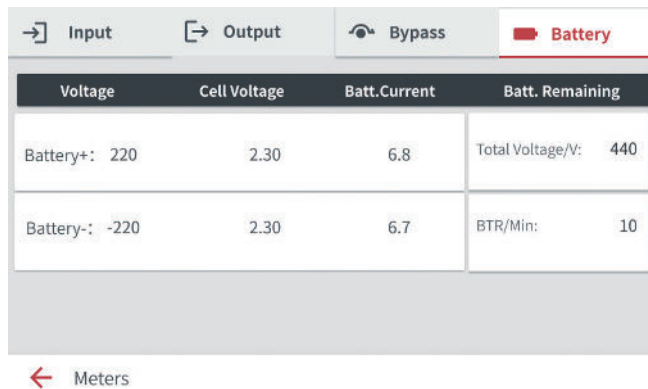 Input Output Bypass Battery
Voltage Cell Voltage Batt.Current Batt. Remaining
Battery+: 220 2.30 6.8 Total Voltage/V: 440
Battery-: -220 2.30 6.7 BTR/Min: 10
Meters